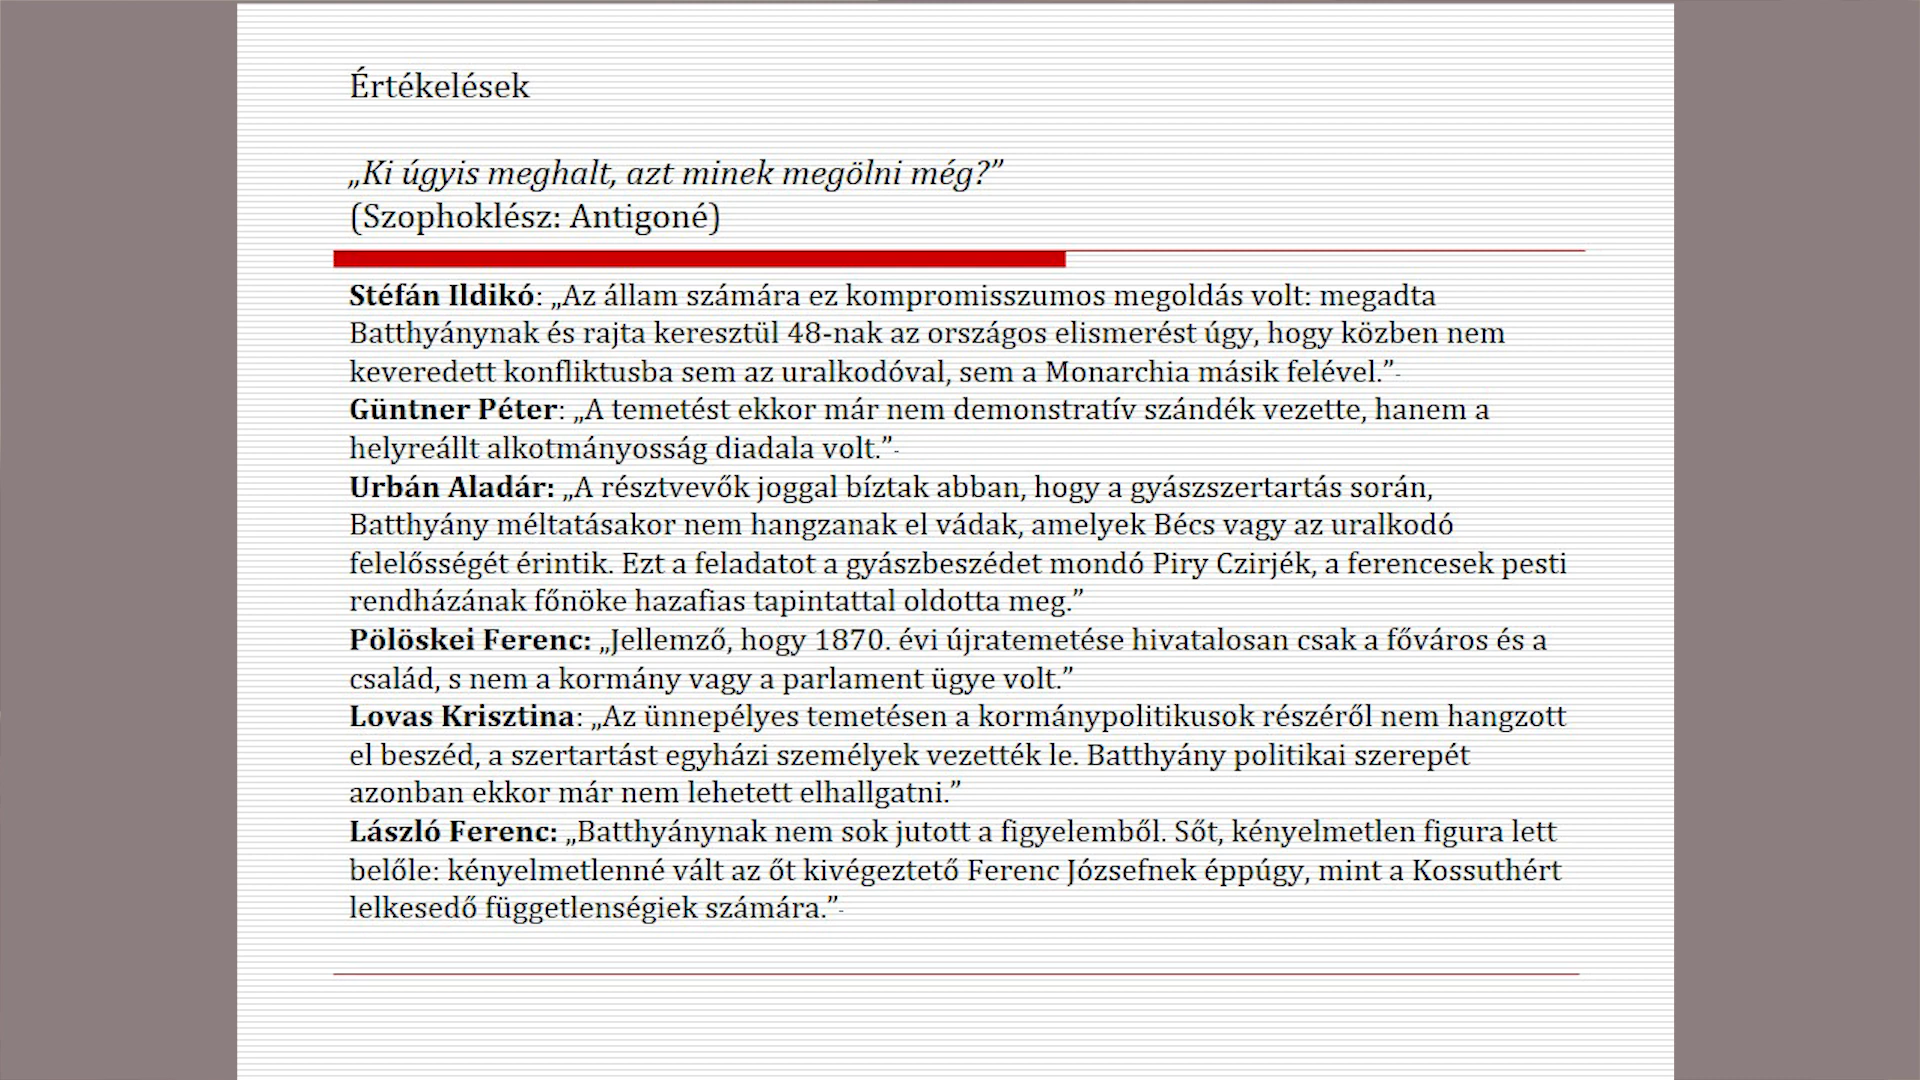 Értékelések
„Ki úgyis meghalt, azt minek megölni még?”
(Szophoklész: Antigoné)
Stéfán Ildikó: „Az állam számára ez kompromisszumos megoldás volt: megadta
Batthyánynak és rajta keresztül 48-nak az országos elismerést úgy, hogy közben nem
keveredett konfliktusba sem az uralkodóval, sem a Monarchia másik felével.”
Güntner Péter: „A temetést ekkor már nem demonstratív szándék vezette, hanem a
helyreállt alkotmányosság diadala volt.”
Urbán Aladár: „A résztvevők joggal bíztak abban, hogy a gyászszertartás során,
Batthyány méltatásakor nem hangzanak el vádak, amelyek Bécs vagy az uralkodó
felelősségét érintik. Ezt a feladatot a gyászbeszédet mondó Piry Czirjék, a ferencesek pesti
rendházának főnöke hazafias tapintattal oldotta meg.”
Pölöskei Ferenc: „Jellemző, hogy 1870. évi újratemetése hivatalosan csak a főváros és a
család, s nem a kormány vagy a parlament ügye volt.”
Lovas Krisztina: „Az ünnepélyes temetésen a kormánypolitikusok részéről nem hangzott
el beszéd, a szertartást egyházi személyek vezették le. Batthyány politikai szerepét
azonban ekkor már nem lehetett elhallgatni.”
László Ferenc: „Batthyánynak nem sok jutott a figyelemből. Sőt, kényelmetlen figura lett
belőle: kényelmetlenné vált az őt kivégeztető Ferenc Józsefnek éppúgy, mint a Kossuthért
lelkesedő függetlenségiek számára.”